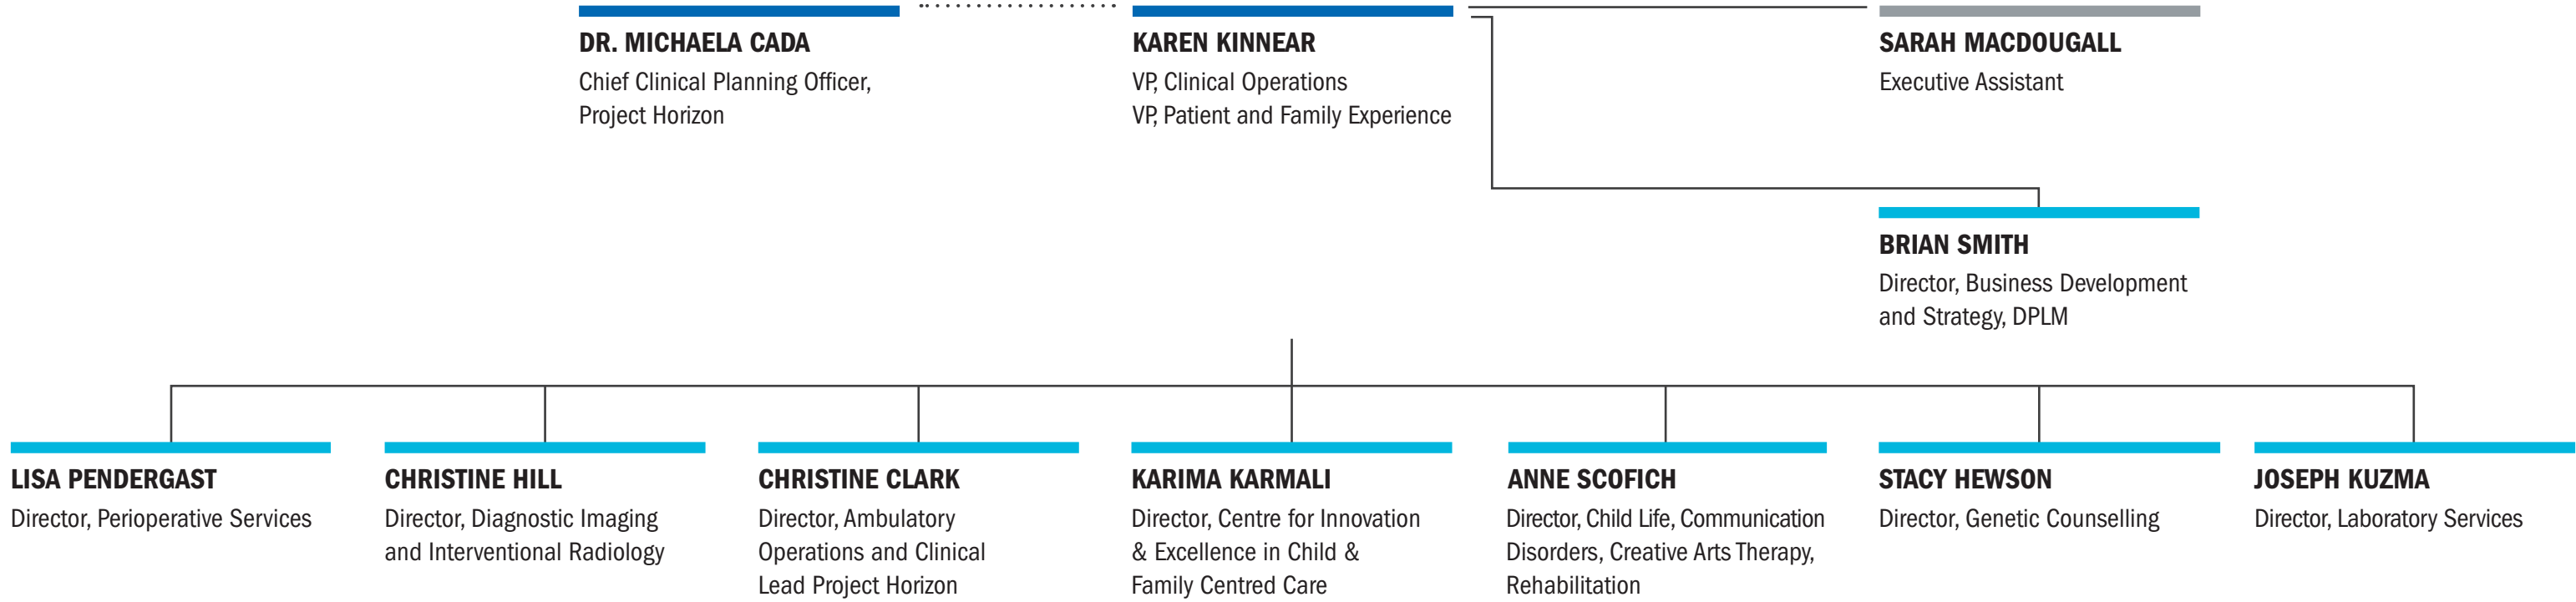 DR. MICHAELA CADA
Chief Clinical Planning Officer,
Project Horizon
KAREN KINNEAR
VP, Clinical Operations
VP, Patient and Family Experience
SARAH MACDOUGALL
Executive Assistant
BRIAN SMITH
Director, Business Development
and Strategy, DPLM
LISA PENDERGAST
Director, Perioperative Services
CHRISTINE HILL
Director, Diagnostic Imaging
and Interventional Radiology
CHRISTINE CLARK
Director, Ambulatory
Operations and Clinical
Lead Project Horizon
KARIMA KARMALI
Director, Centre for Innovation
& Excellence in Child &
Family Centred Care
ANNE SCOFICH
Director, Child Life, Communication
Disorders, Creative Arts Therapy,
Rehabilitation
STACY HEWSON
Director, Genetic Counselling
JOSEPH KUZMA
Director, Laboratory Services